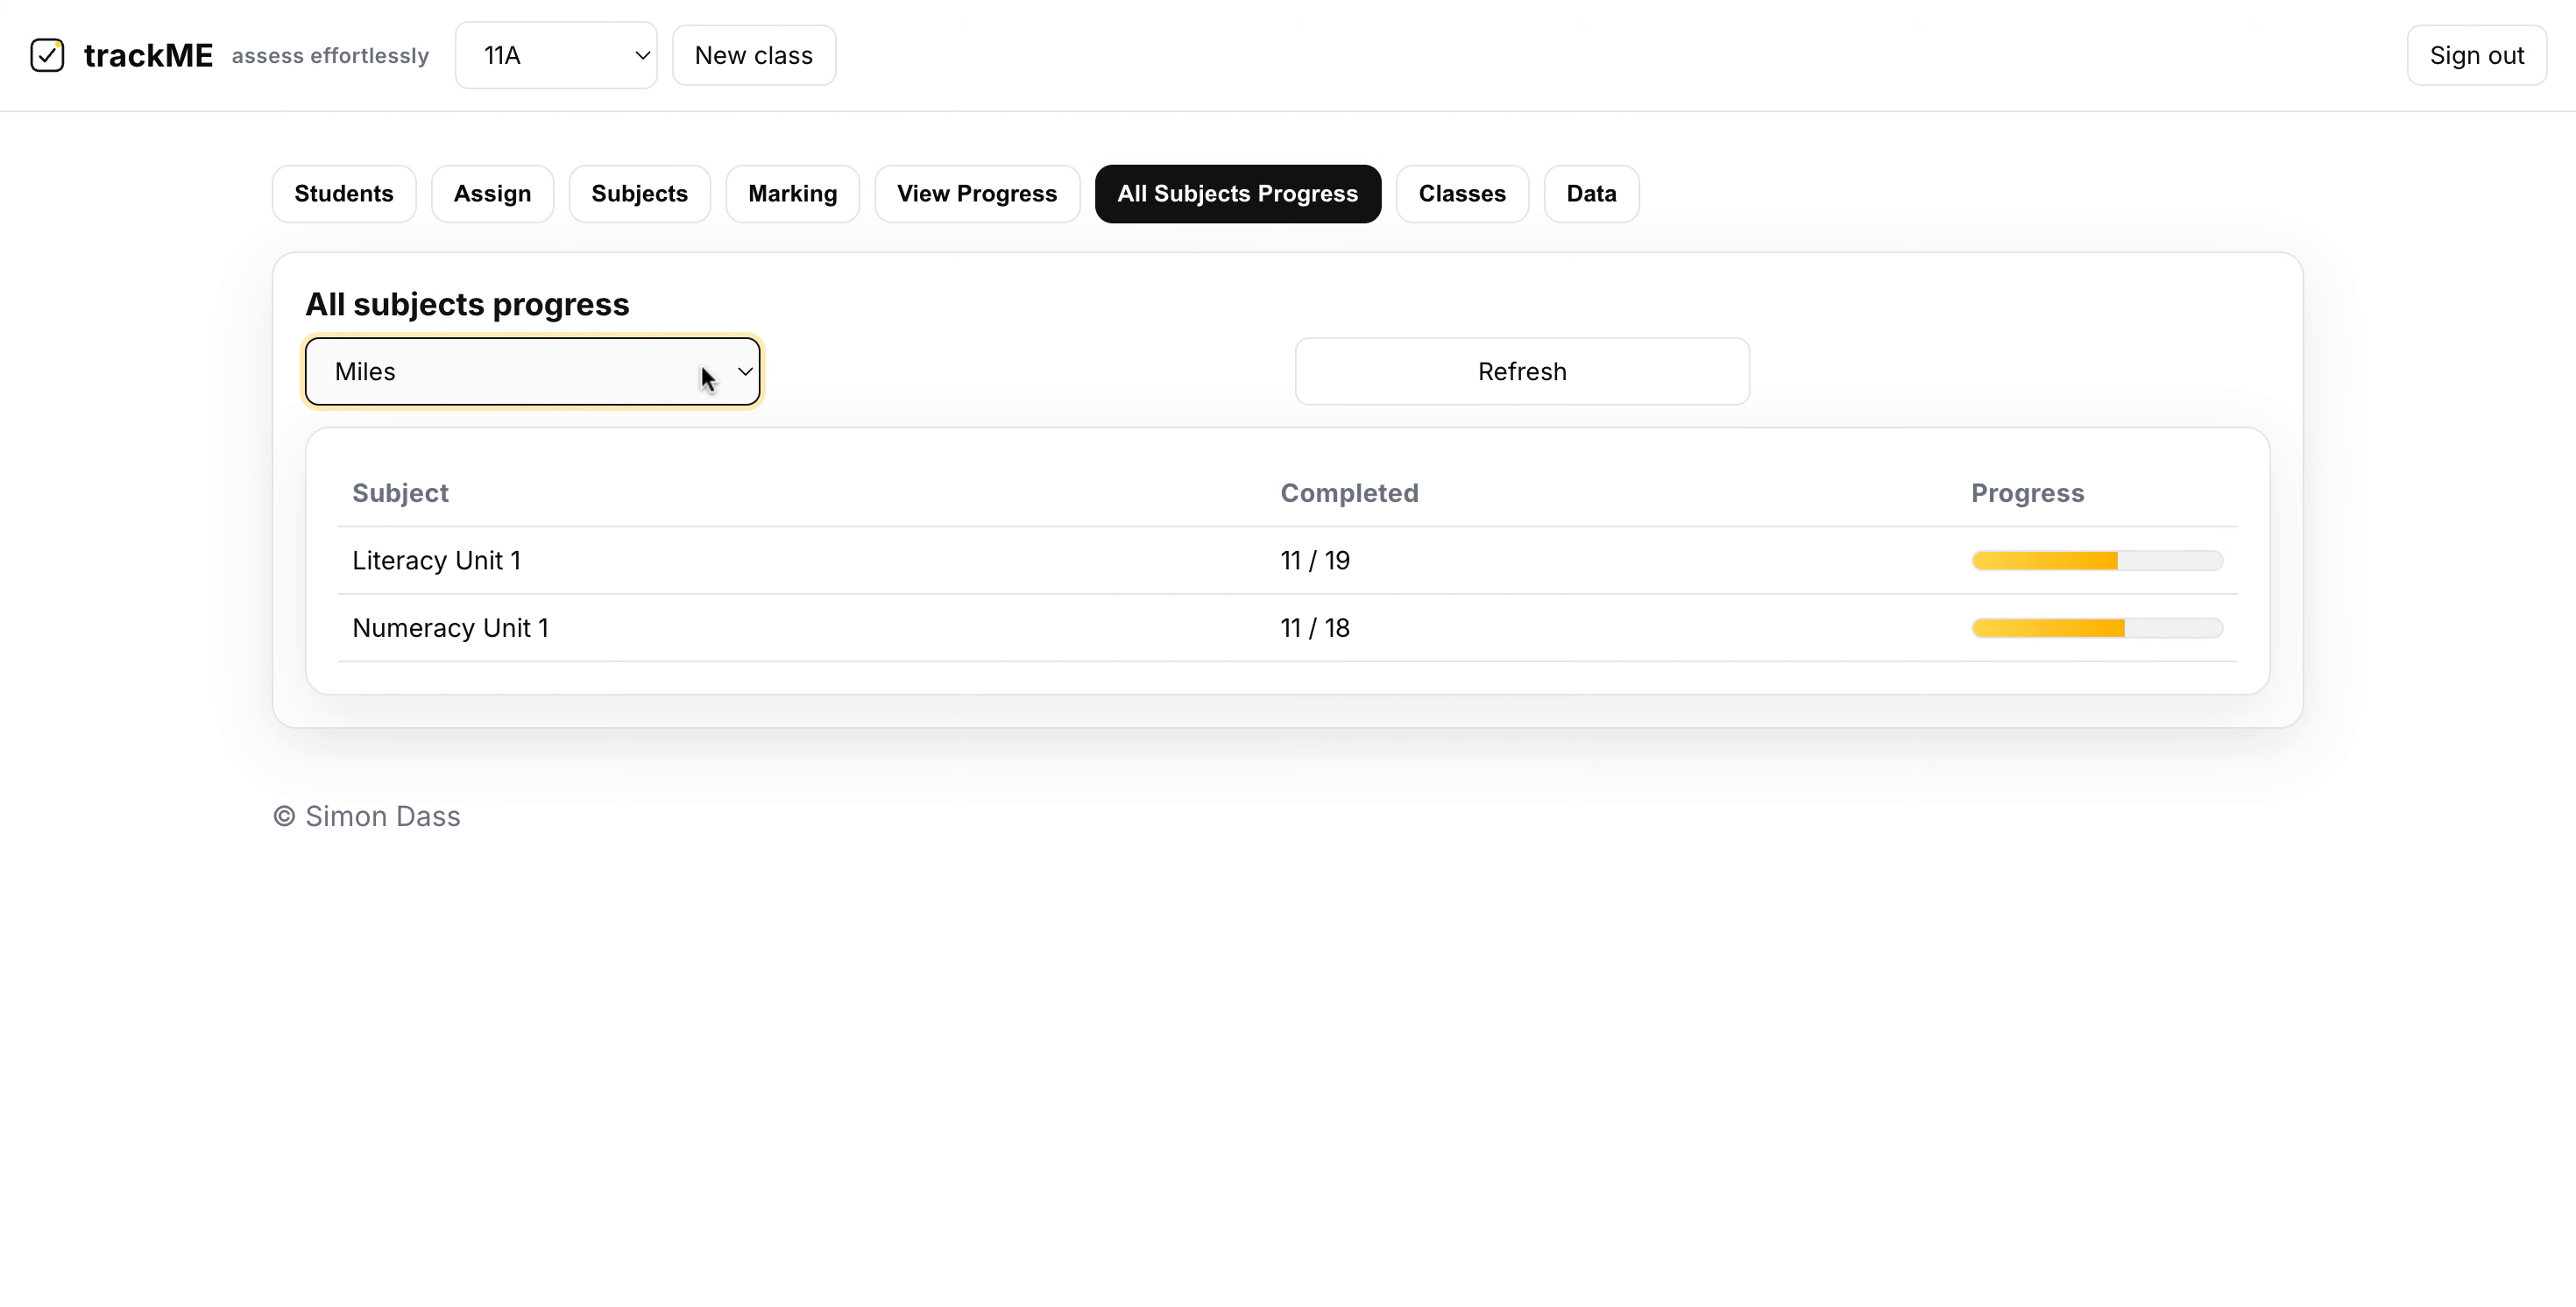 trackME assess effortlessly 11A New class Sign out
Students Assign Subjects Marking View Progress All Subjects Progress Classes Data
All subjects progress
Miles Refresh
Subject Completed Progress
Literacy Unit 1 11 / 19
Numeracy Unit 1 11 / 18
© Simon Dass